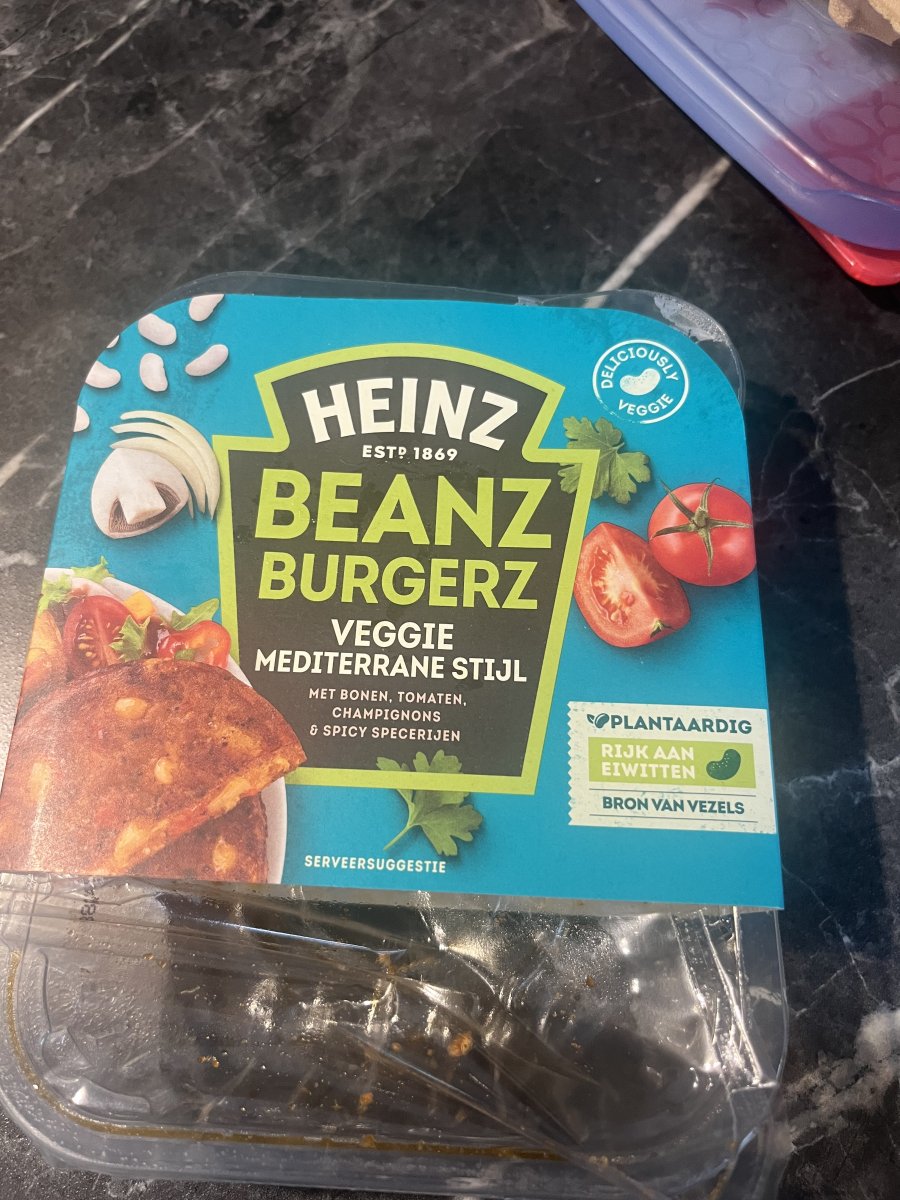 HEINZ
ESTD 1869
BEANZ
BURGERZ
VEGGIE
MEDITERRANE STIJL
MET BONEN, TOMATEN,
CHAMPIGNONS
& SPICY SPECERIJEN
DELICIOUSLY
VEGGIE
PLANTAARDIG
RIJK AAN
EIWITTEN
BRON VAN VEZELS
SERVEERSUGGESTIE